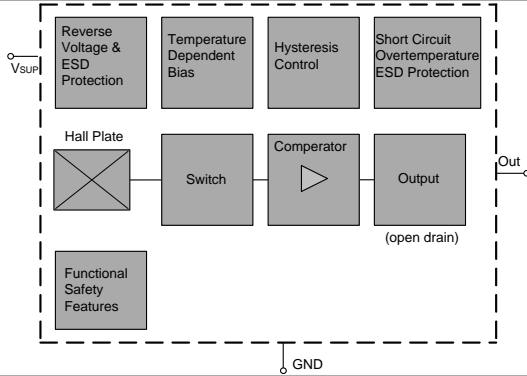 Reverse
Voltage &
ESD
Protection
Temperature
Dependent
Bias
Hysteresis
Control
Short Circuit
Overtemperature
ESD Protection
VSUP
Hall Plate
Switch
Comperator
Output
Out
(open drain)
Functional
Safety
Features
GND